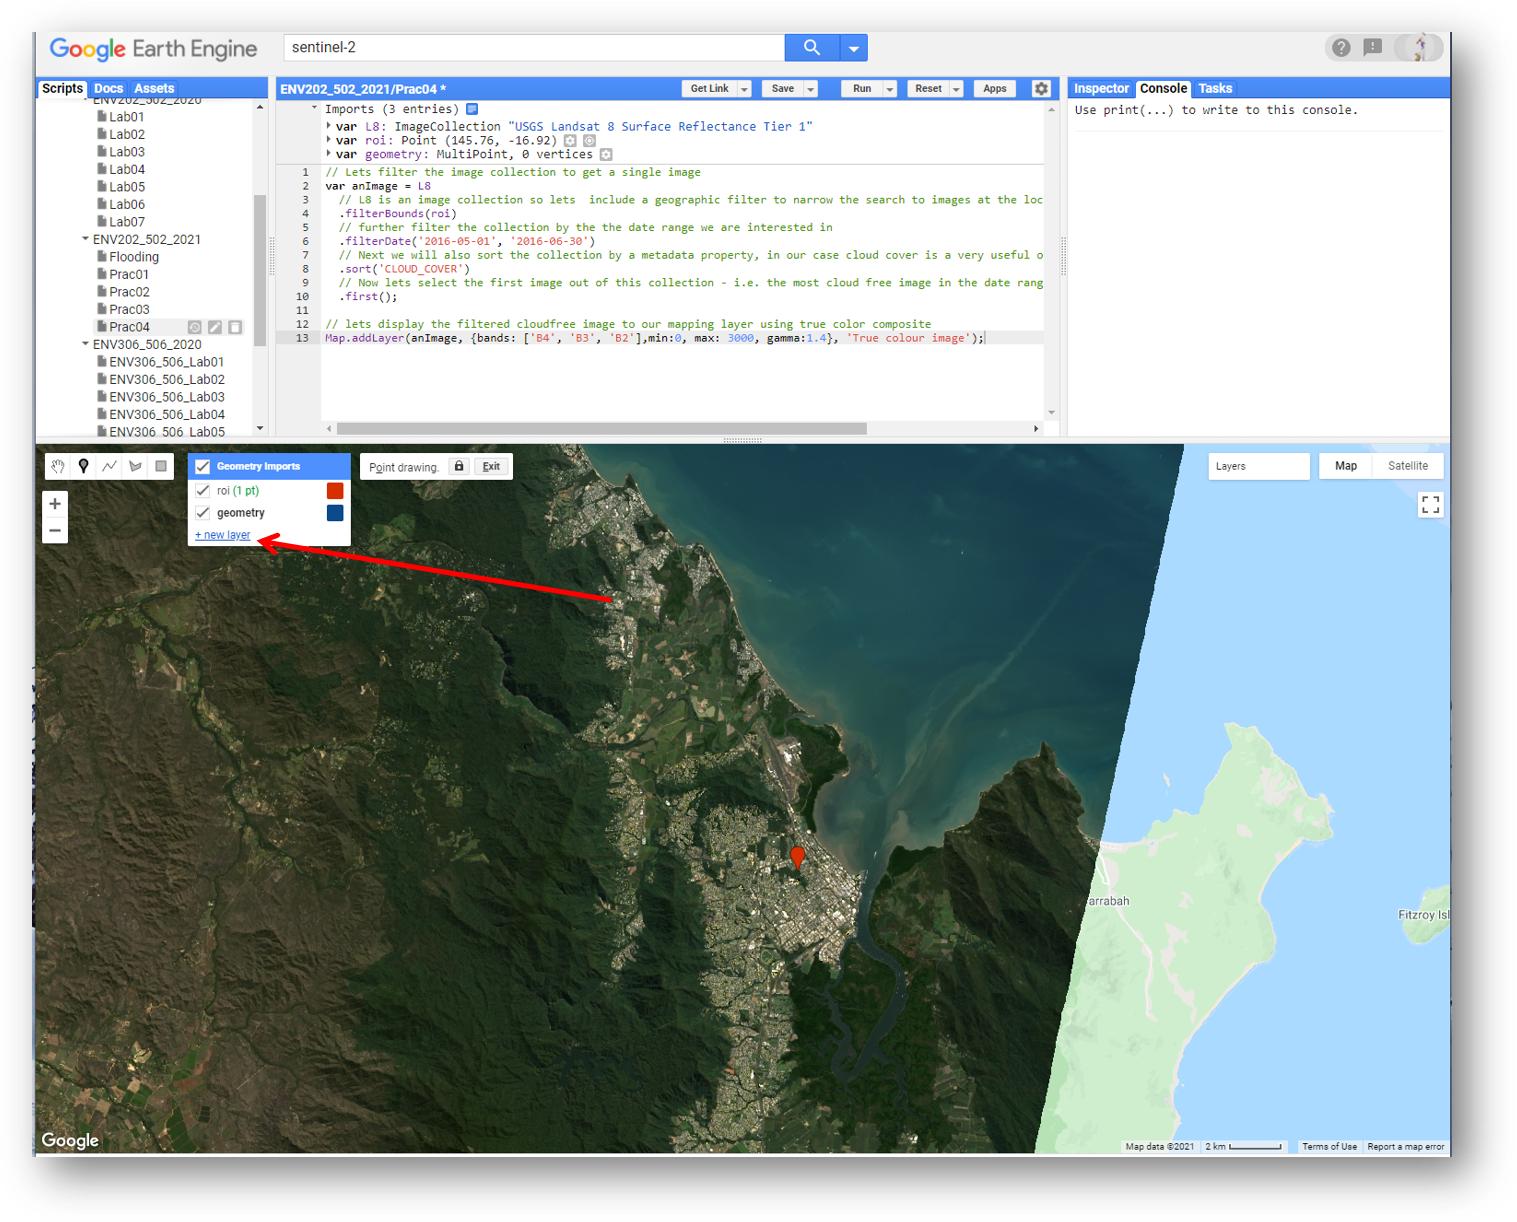 Google Earth Engine
sentinel-2
Scripts Docs Assets
ENV202_502_2020
Lab01
Lab02
Lab03
Lab04
Lab05
Lab06
Lab07
ENV202_502_2021
Flooding
Prac01
Prac02
Prac03
Prac04
ENV306_506_2020
ENV306_506_Lab01
ENV306_506_Lab02
ENV306_506_Lab03
ENV306_506_Lab04
ENV306_506_Lab05
ENV202_502_2021/Prac04 *
Get Link Save Run Reset Apps
Imports (3 entries)
var L8: ImageCollection "USGS Landsat 8 Surface Reflectance Tier 1"
var roi: Point (145.76, -16.92)
var geometry: MultiPoint, 0 vertices
1 // Lets filter the image collection to get a single image
2 var anImage = L8
3 // L8 is an image collection so lets  include a geographic filter to narrow the search to images at the loc
4 .filterBounds(roi)
5 // further filter the collection by the the date range we are interested in
6 .filterDate('2016-05-01', '2016-06-30')
7 // Next we will also sort the collection by a metadata property, in our case cloud cover is a very useful o
8 .sort('CLOUD_COVER')
9 // Now lets select the first image out of this collection - i.e. the most cloud free image in the date rang
10 .first();
11
12 // lets display the filtered cloudfree image to our mapping layer using true color composite
13 Map.addLayer(anImage, {bands: ['B4', 'B3', 'B2'],min:0, max: 3000, gamma:1.4}, 'True colour image');
Inspector Console Tasks
Use print(...) to write to this console.
Geometry Imports
roi (1 pt)
geometry
+ new layer
Point drawing. Exit
Layers
Map Satellite
+
−
arrabah
Fitzroy Isl
Google
Map data ©2021 2 km Terms of Use Report a map error